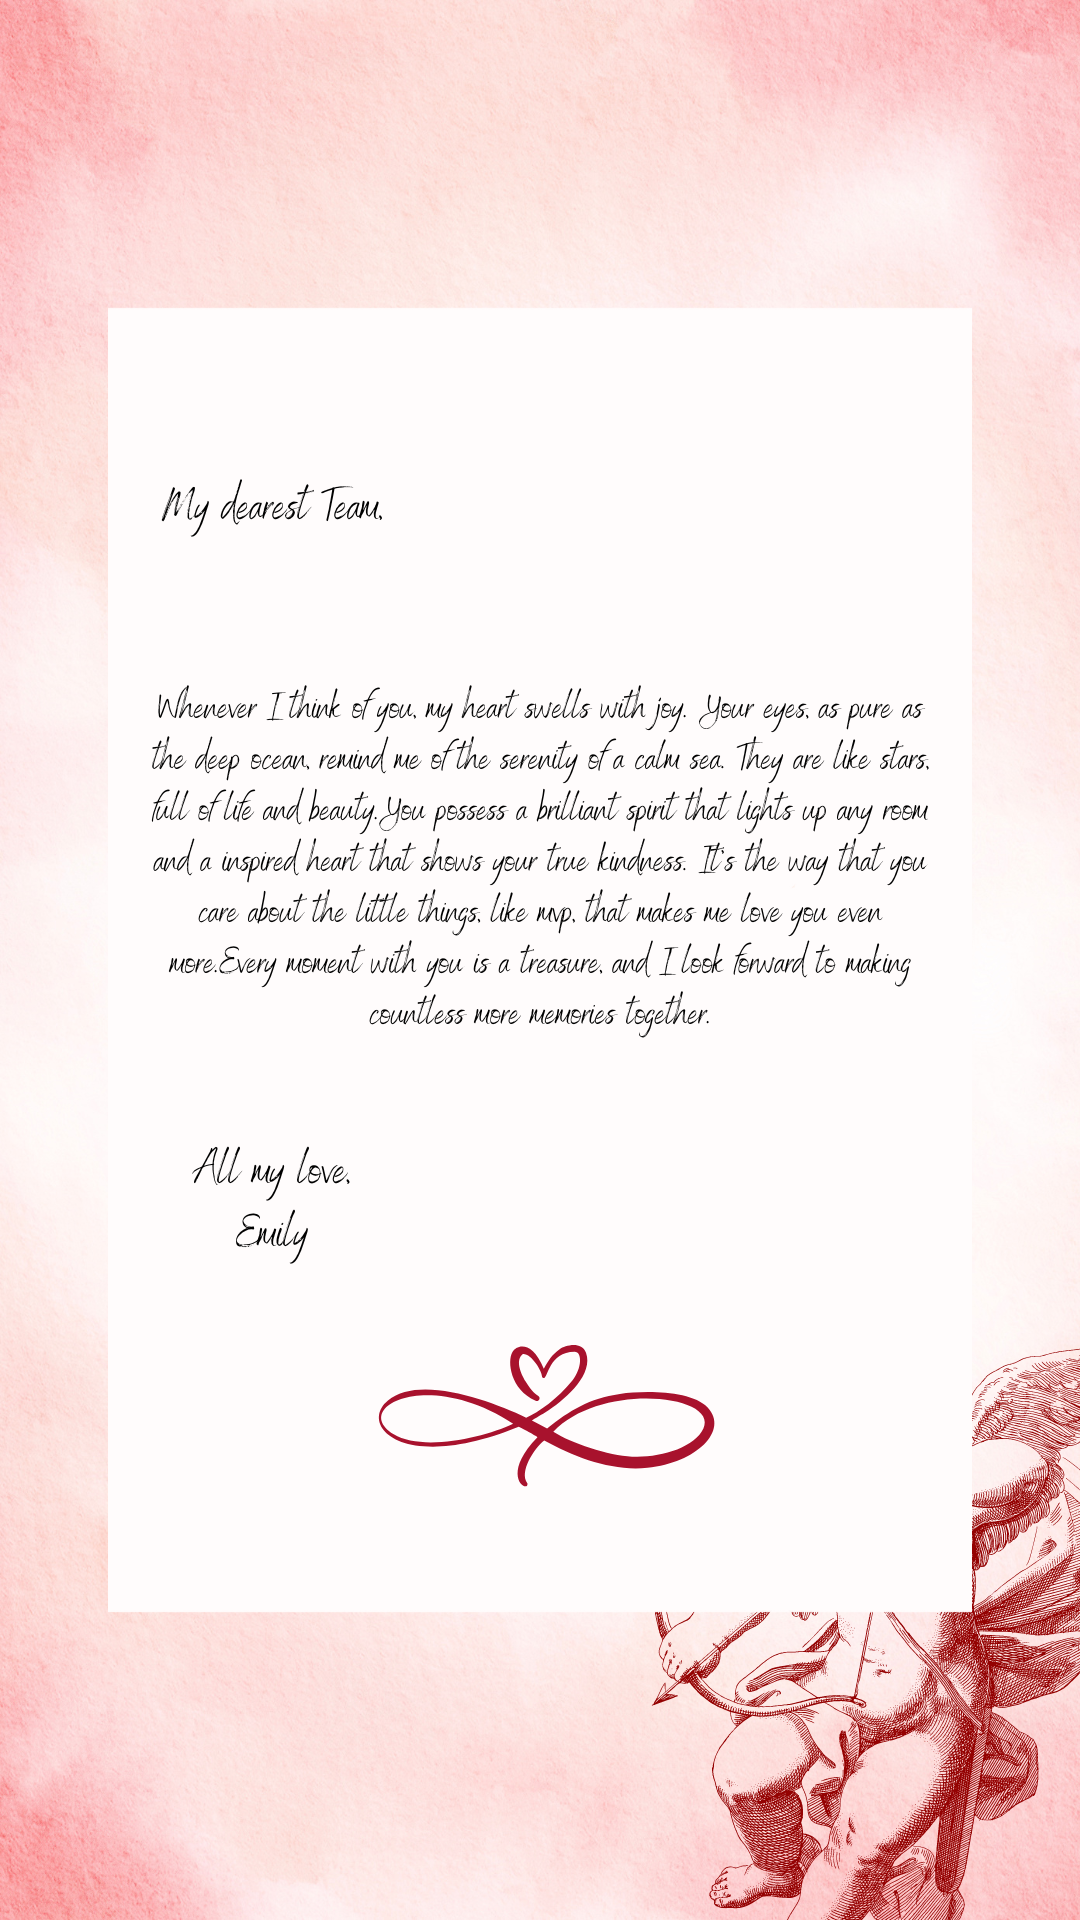 My dearest Team,
Whenever I think of you, my heart swells with joy. Your eyes, as pure as
the deep ocean, remind me of the serenity of a calm sea. They are like stars,
full of life and beauty.You possess a brilliant spirit that lights up any room
and a inspired heart that shows your true kindness. It's the way that you
care about the little things, like mvp, that makes me love you even
more.Every moment with you is a treasure, and I look forward to making
countless more memories together.
All my love,
Emily